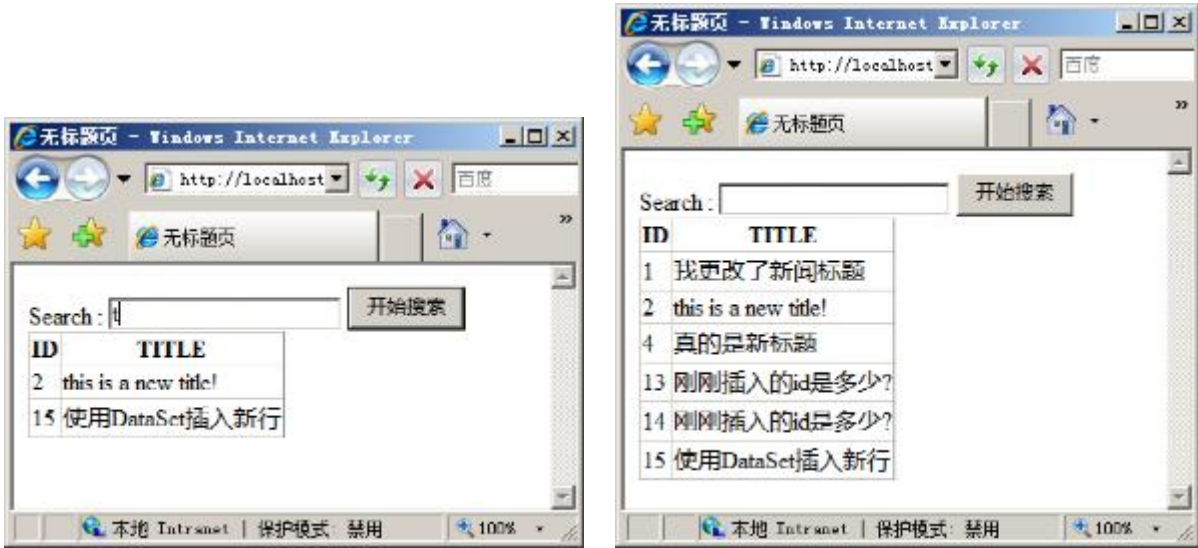 无标题页 - Windows Internet Explorer
http://localhost
百度
无标题页
Search : t
开始搜索
ID TITLE
2 this is a new title!
15 使用DataSet插入新行
本地 Intranet | 保护模式: 禁用
100%
无标题页 - Windows Internet Explorer
http://localhost
百度
无标题页
Search :
开始搜索
ID TITLE
1 我更改了新闻标题
2 this is a new title!
4 真的是新标题
13 刚刚插入的id是多少?
14 刚刚插入的id是多少?
15 使用DataSet插入新行
本地 Intranet | 保护模式: 禁用
100%